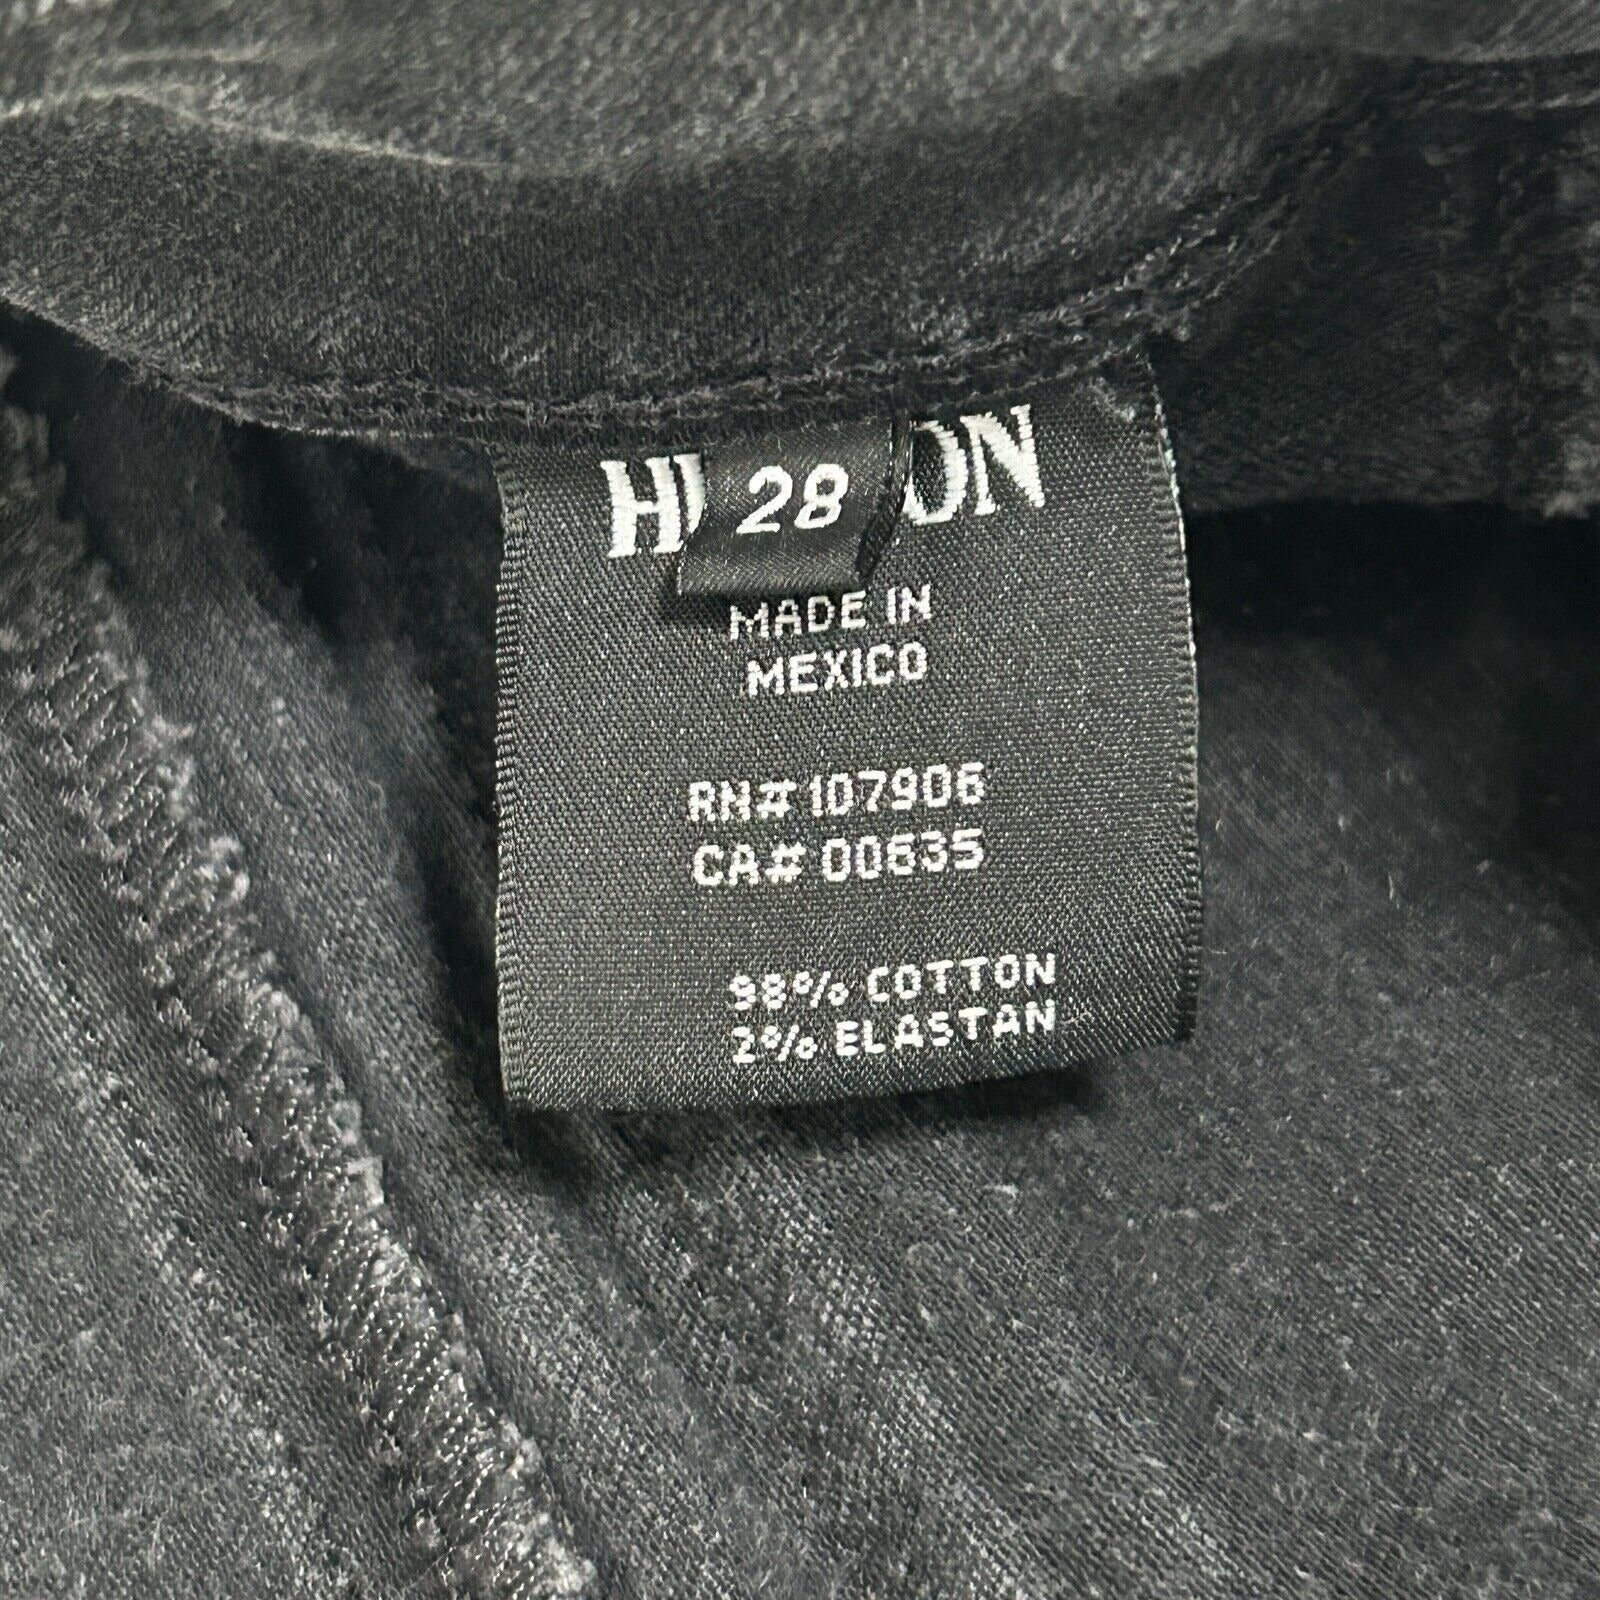 28
MADE IN
MEXICO
RN# 107906
CA# 00635
98% COTTON
2% ELASTAN